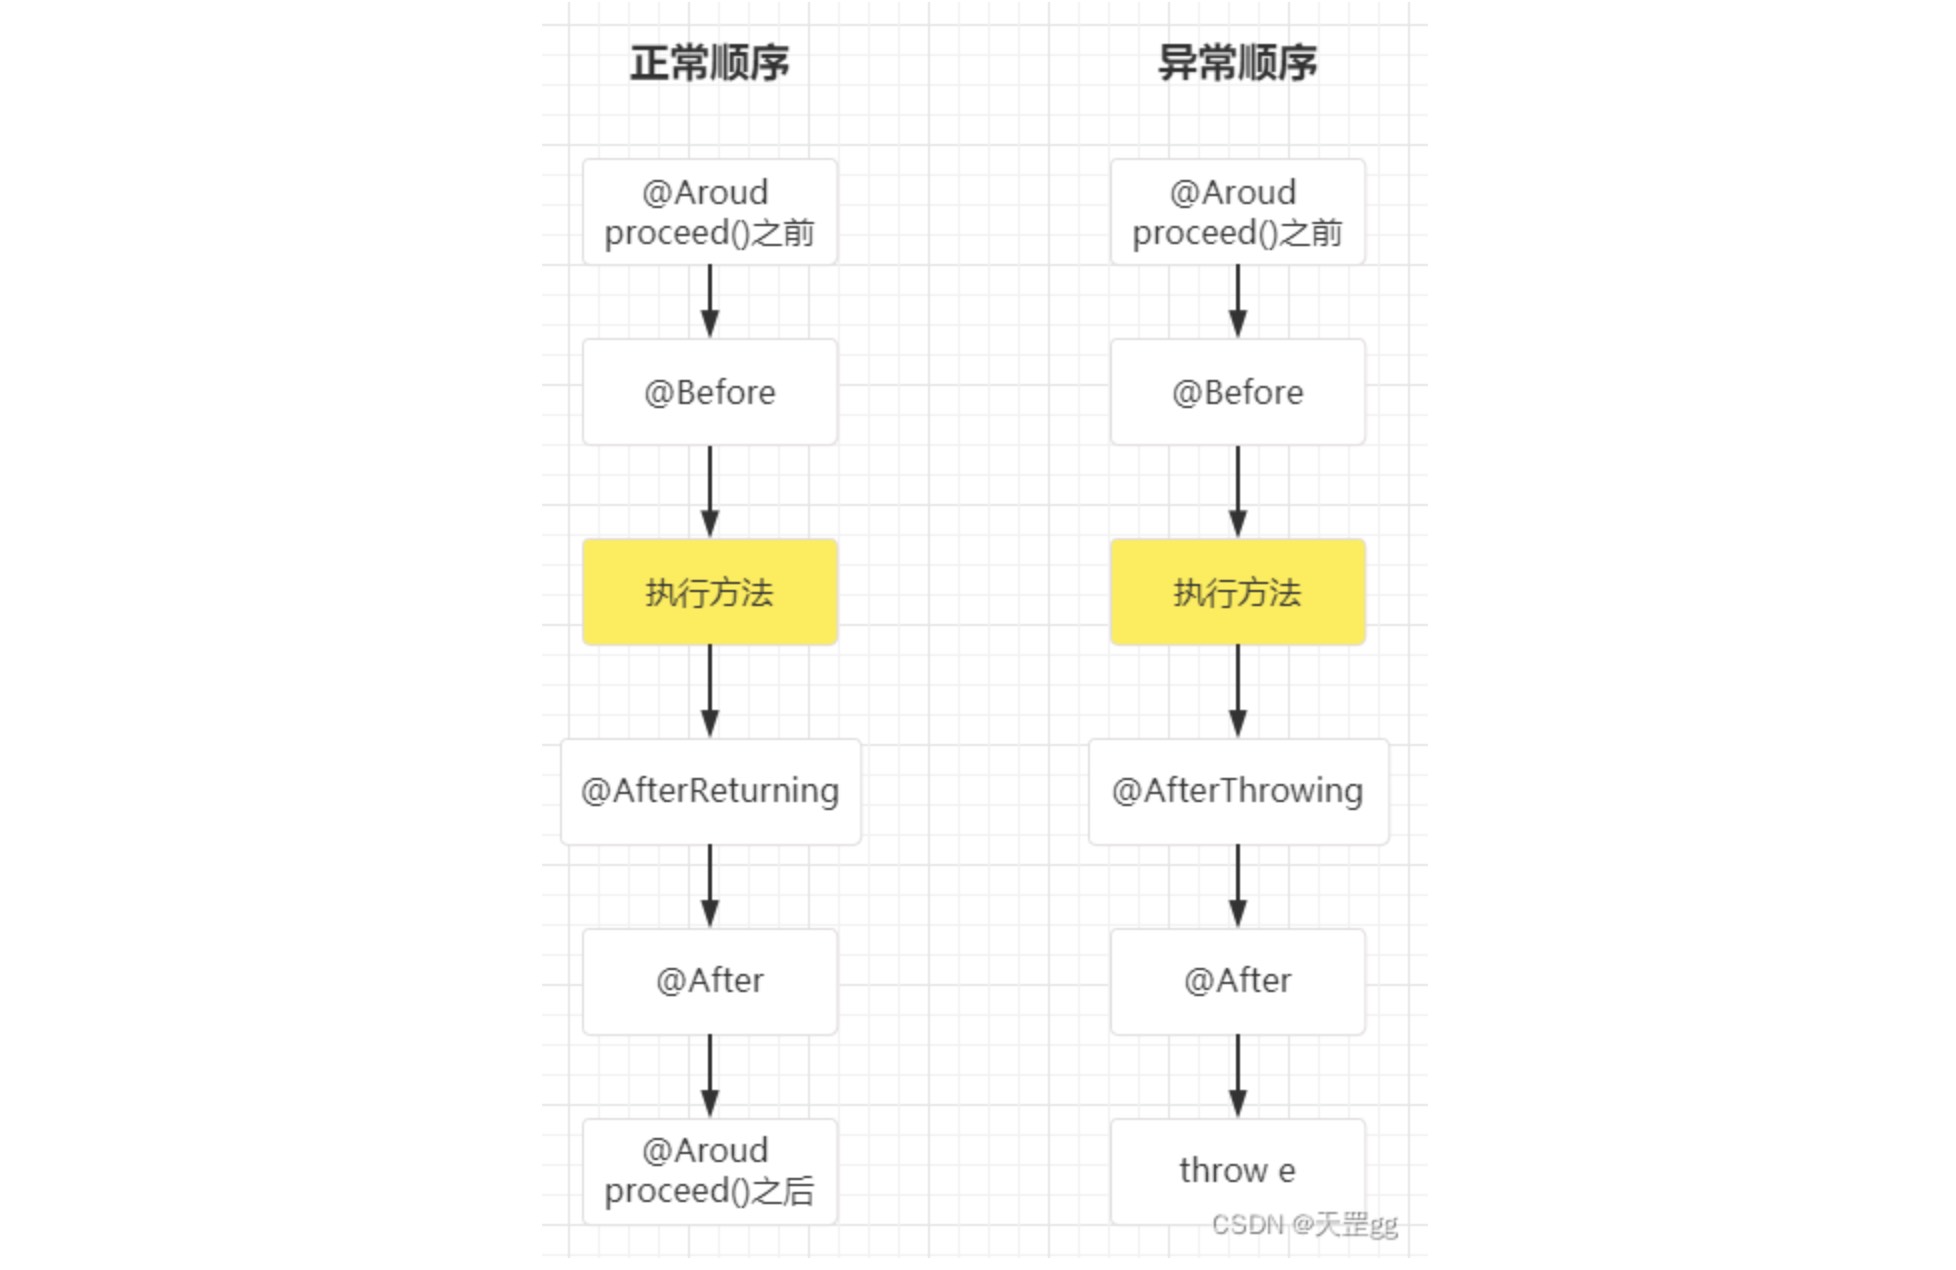 正常顺序
@Aroud
proceed()之前
@Before
执行方法
@AfterReturning
@After
@Aroud
proceed()之后
异常顺序
@Aroud
proceed()之前
@Before
执行方法
@AfterThrowing
@After
throw e
CSDN @天罡gg